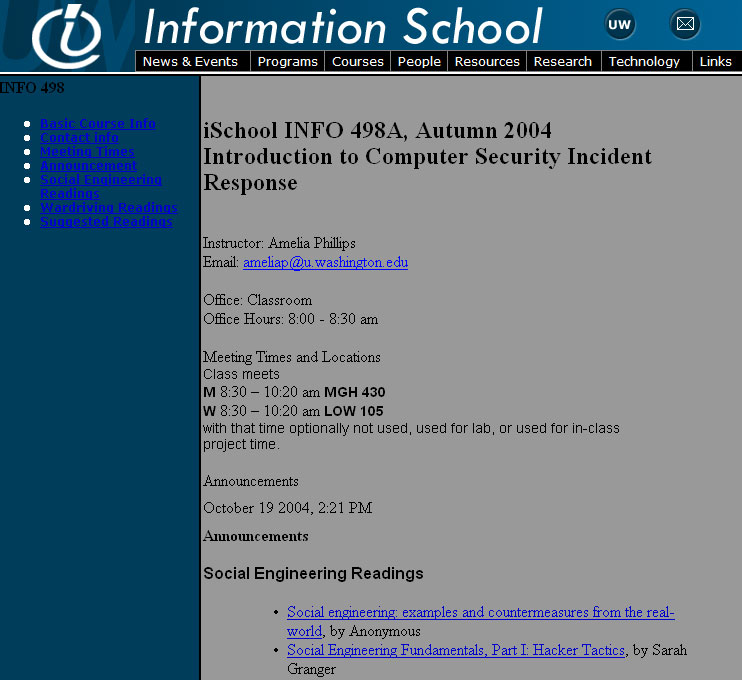 Information School
UW
News & Events
Programs
Courses
People
Resources
Research
Technology
Links
INFO 498
Basic Course Info
Contact info
Meeting Times
Announcement
Social Engineering
Readings
Wardriving Readings
Suggested Readings
iSchool INFO 498A, Autumn 2004
Introduction to Computer Security Incident
Response
Instructor: Amelia Phillips
Email: ameliap@u.washington.edu
Office: Classroom
Office Hours: 8:00 - 8:30 am
Meeting Times and Locations
Class meets
M 8:30 – 10:20 am MGH 430
W 8:30 – 10:20 am LOW 105
with that time optionally not used, used for lab, or used for in-class
project time.
Announcements
October 19 2004, 2:21 PM
Announcements
Social Engineering Readings
• Social engineering: examples and countermeasures from the real-
world, by Anonymous
• Social Engineering Fundamentals, Part I: Hacker Tactics, by Sarah
Granger